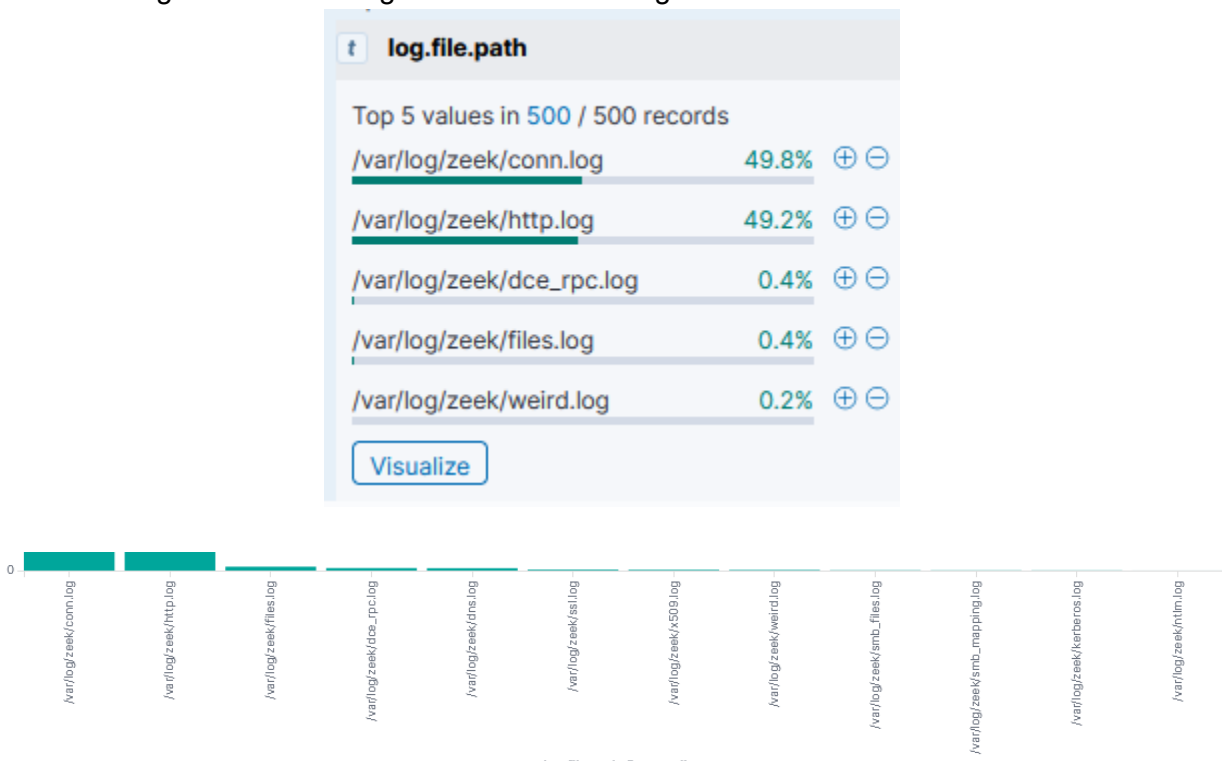 t log.file.path
Top 5 values in 500 / 500 records
/var/log/zeek/conn.log 49.8%
/var/log/zeek/http.log 49.2%
/var/log/zeek/dce_rpc.log 0.4%
/var/log/zeek/files.log 0.4%
/var/log/zeek/weird.log 0.2%
Visualize
0
/var/log/zeek/conn.log
/var/log/zeek/http.log
/var/log/zeek/files.log
/var/log/zeek/dce_rpc.log
/var/log/zeek/dns.log
/var/log/zeek/ssl.log
/var/log/zeek/x509.log
/var/log/zeek/weird.log
/var/log/zeek/smb_files.log
/var/log/zeek/smb_mapping.log
/var/log/zeek/kerberos.log
/var/log/zeek/ntlm.log